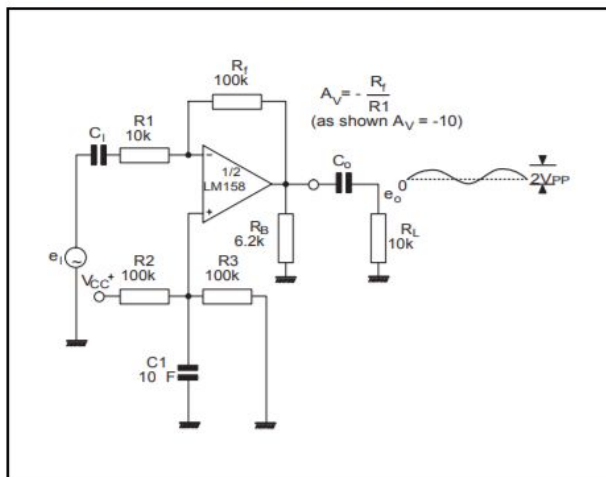 Rf
100k
AV = - Rf
R1
(as shown AV = -10)
R1
10k
CI
1/2
LM158
Co
0
2VPP
eo
RB
6.2k
RL
10k
eI
VCC+
R2
100k
R3
100k
C1
10 F